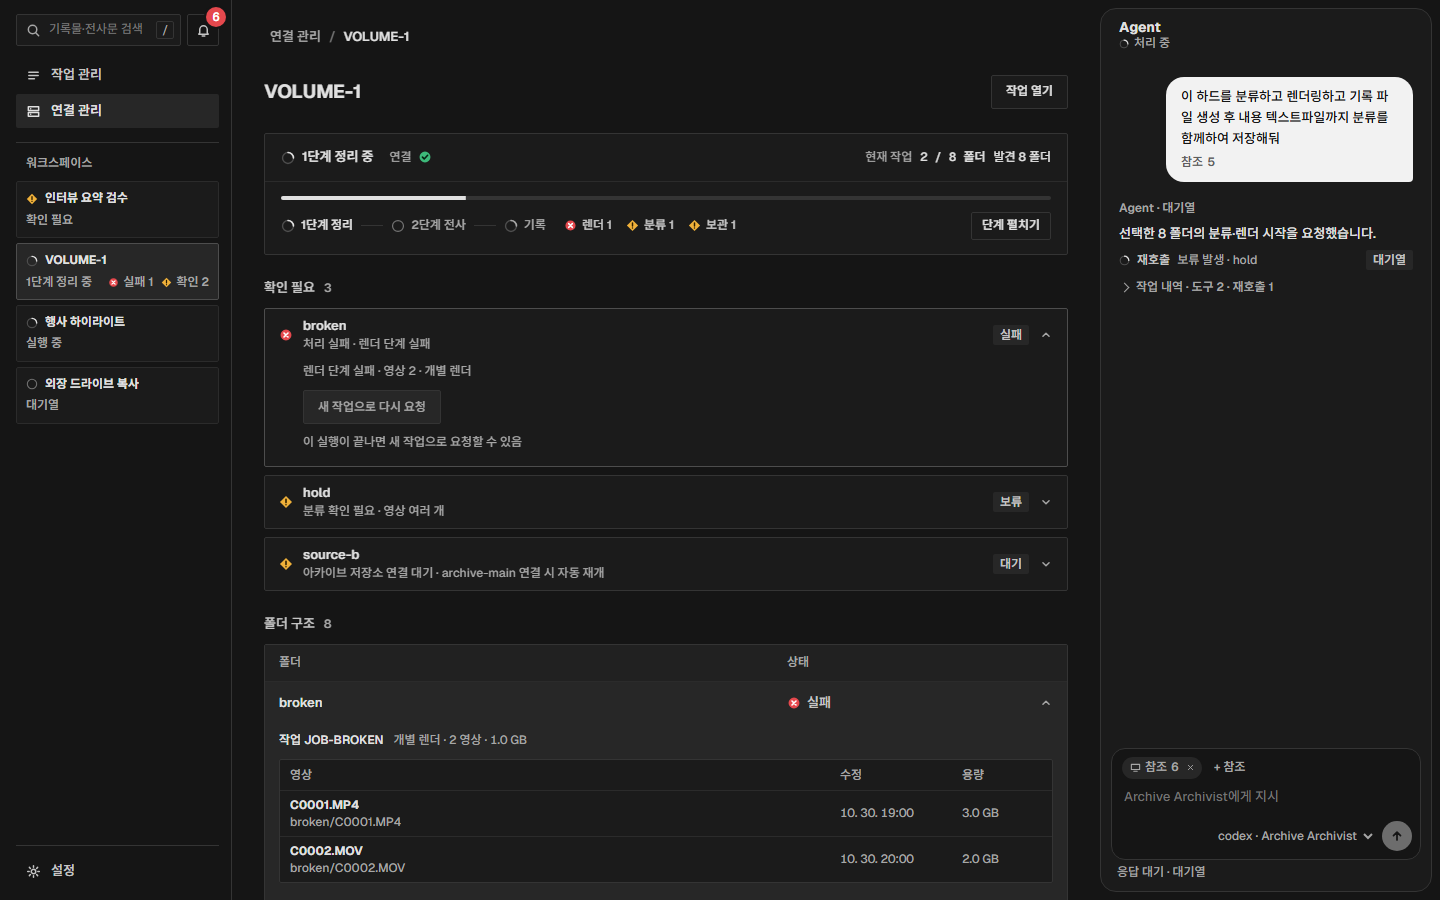 기록물·전사문 검색 /
6
작업 관리
연결 관리
워크스페이스
인터뷰 요약 검수
확인 필요
VOLUME-1
1단계 정리 중 실패 1 확인 2
행사 하이라이트
실행 중
외장 드라이브 복사
대기열
설정
연결 관리 / VOLUME-1
VOLUME-1
작업 열기
1단계 정리 중 연결
현재 작업 2 / 8 폴더 발견 8 폴더
1단계 정리 2단계 전사 기록 렌더 1 분류 1 보관 1
단계 펼치기
확인 필요 3
broken
처리 실패 · 렌더 단계 실패
실패
렌더 단계 실패 · 영상 2 · 개별 렌더
새 작업으로 다시 요청
이 실행이 끝나면 새 작업으로 요청할 수 있음
hold
분류 확인 필요 · 영상 여러 개
보류
source-b
아카이브 저장소 연결 대기 · archive-main 연결 시 자동 재개
대기
폴더 구조 8
폴더 상태
broken 실패
작업 JOB-BROKEN 개별 렌더 · 2 영상 · 1.0 GB
영상 수정 용량
C0001.MP4
broken/C0001.MP4
10. 30. 19:00 3.0 GB
C0002.MOV
broken/C0002.MOV
10. 30. 20:00 2.0 GB
Agent
처리 중
이 하드를 분류하고 렌더링하고 기록 파
일 생성 후 내용 텍스트파일까지 분류를
함께하여 저장해둬
참조 5
Agent · 대기열
선택한 8 폴더의 분류·렌더 시작을 요청했습니다.
재호출 보류 발생 · hold 대기열
작업 내역 · 도구 2 · 재호출 1
참조 6 × + 참조
Archive Archivist에게 지시
codex · Archive Archivist
응답 대기 · 대기열